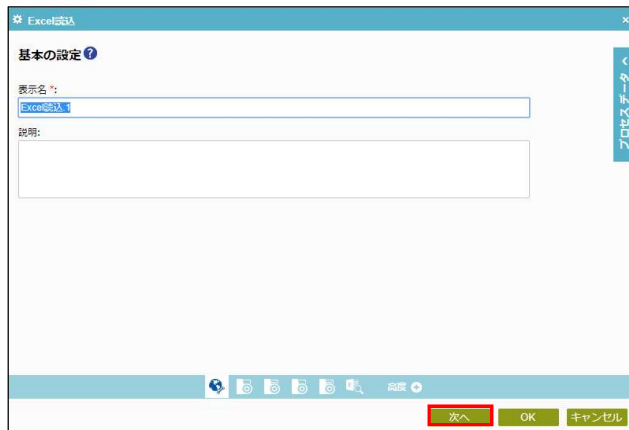 Excel読込
×
基本の設定?
表示名 *:
Excel読込 1
説明:
プロセスデータ
高度
次へ OK キャンセル